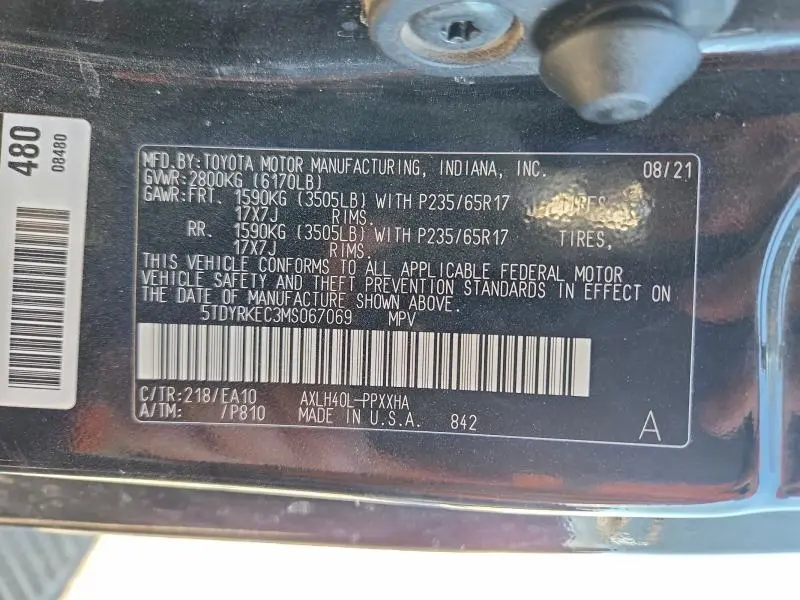 480
08480
MFD.BY:TOYOTA MOTOR MANUFACTURING, INDIANA, INC. 08/21
GVWR:2800KG (6170LB)
GAWR:FRT. 1590KG (3505LB) WITH P235/65R17 TIRES,
17X7J RIMS.
RR. 1590KG (3505LB) WITH P235/65R17 TIRES,
17X7J RIMS.
THIS VEHICLE CONFORMS TO ALL APPLICABLE FEDERAL MOTOR
VEHICLE SAFETY AND THEFT PREVENTION STANDARDS IN EFFECT ON
THE DATE OF MANUFACTURE SHOWN ABOVE.
5TDYRKEC3MS067069 MPV
C/TR:218/EA10 AXLH40L-PPXXHA
A/TM: /P810 MADE IN U.S.A. 842
A